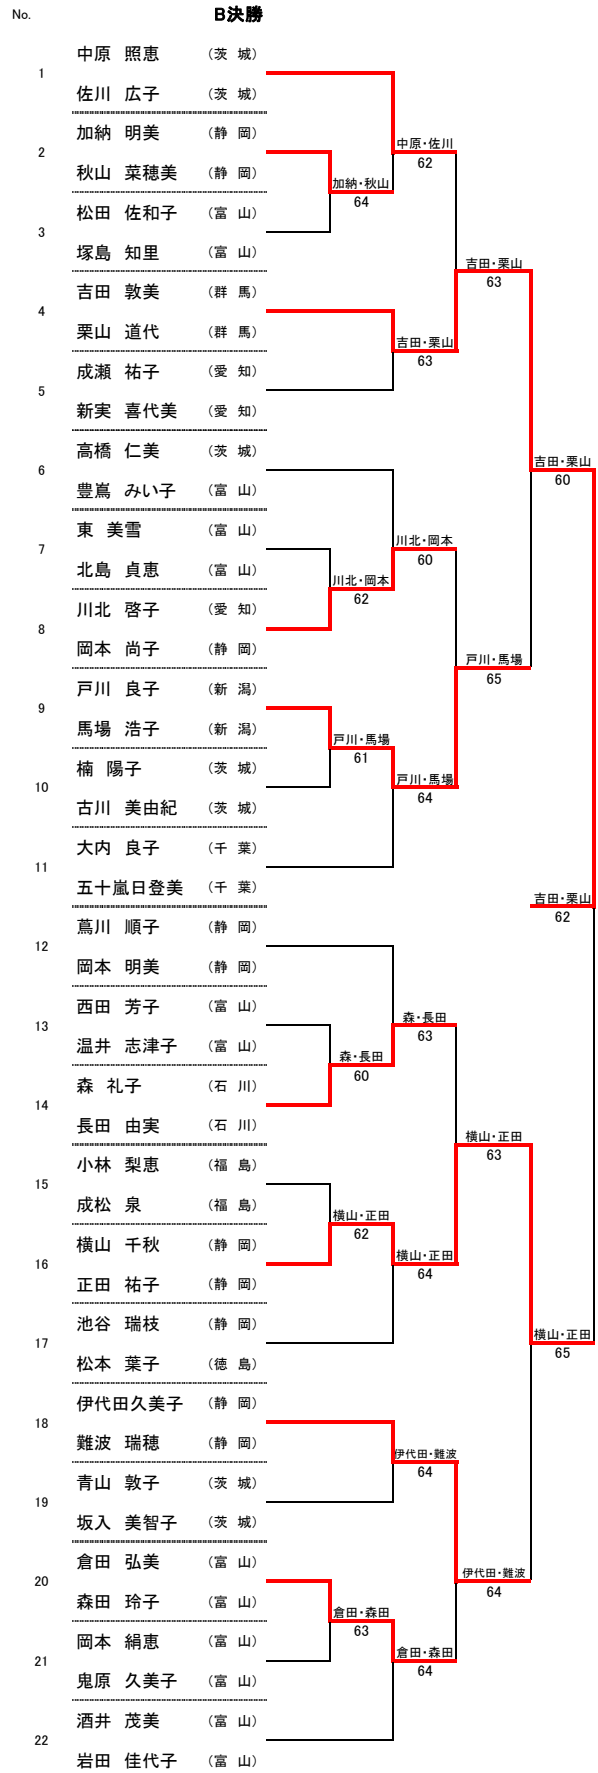 No. B決勝
中原 照恵 (茨 城)
1
佐川 広子 (茨 城)
加納 明美 (静 岡)
中原・佐川
2
62
秋山 菜穂美 (静 岡)
加納・秋山
64
松田 佐和子 (富 山)
3
塚島 知里 (富 山)
吉田・栗山
63
吉田 敦美 (群 馬)
4
栗山 道代 (群 馬)
吉田・栗山
63
成瀬 祐子 (愛 知)
5
新実 喜代美 (愛 知)
高橋 仁美 (茨 城)
吉田・栗山
6
60
豊嶌 みい子 (富 山)
東 美雪 (富 山)
川北・岡本
7
60
北島 貞恵 (富 山)
川北・岡本
62
川北 啓子 (愛 知)
8
岡本 尚子 (静 岡)
戸川・馬場
65
戸川 良子 (新 潟)
9
馬場 浩子 (新 潟)
戸川・馬場
61
楠 陽子 (茨 城)
戸川・馬場
10
64
古川 美由紀 (茨 城)
大内 良子 (千 葉)
11
五十嵐日登美 (千 葉)
吉田・栗山
62
蔦川 順子 (静 岡)
12
岡本 明美 (静 岡)
西田 芳子 (富 山)
森・長田
13
63
温井 志津子 (富 山)
森・長田
60
森 礼子 (石 川)
14
長田 由実 (石 川)
横山・正田
63
小林 梨恵 (福 島)
15
成松 泉 (福 島)
横山・正田
62
横山 千秋 (静 岡)
横山・正田
16
64
正田 祐子 (静 岡)
池谷 瑞枝 (静 岡)
横山・正田
17
65
松本 葉子 (徳 島)
伊代田久美子 (静 岡)
18
難波 瑞穂 (静 岡)
伊代田・難波
64
青山 敦子 (茨 城)
19
坂入 美智子 (茨 城)
倉田 弘美 (富 山)
伊代田・難波
20
64
森田 玲子 (富 山)
倉田・森田
63
岡本 絹恵 (富 山)
倉田・森田
21
64
鬼原 久美子 (富 山)
酒井 茂美 (富 山)
22
岩田 佳代子 (富 山)